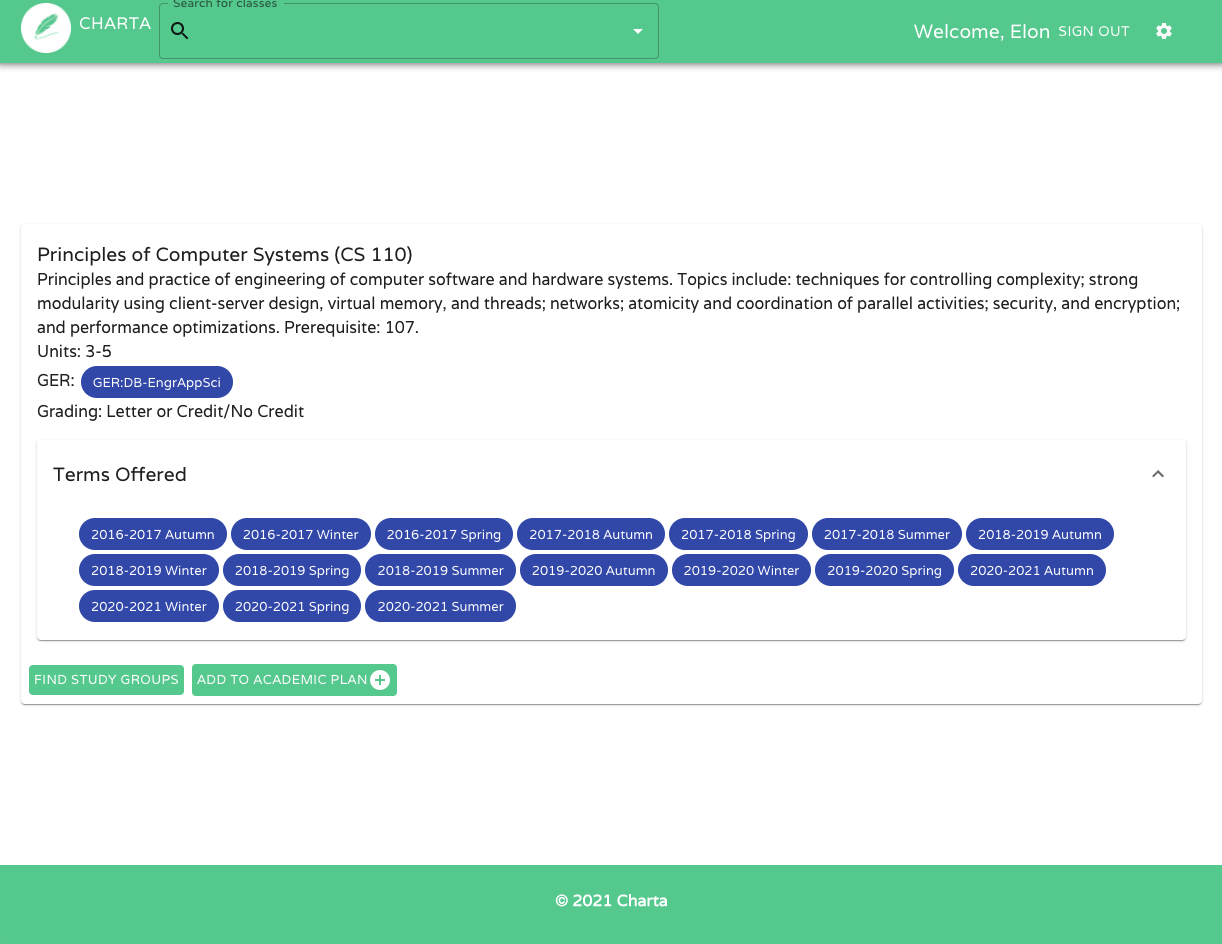 Search for classes
CHARTA
Welcome, Elon SIGN OUT
Principles of Computer Systems (CS 110)
Principles and practice of engineering of computer software and hardware systems. Topics include: techniques for controlling complexity; strong
modularity using client-server design, virtual memory, and threads; networks; atomicity and coordination of parallel activities; security, and encryption;
and performance optimizations. Prerequisite: 107.
Units: 3-5
GER: GER:DB-EngrAppSci
Grading: Letter or Credit/No Credit
Terms Offered
2016-2017 Autumn 2016-2017 Winter 2016-2017 Spring 2017-2018 Autumn 2017-2018 Spring 2017-2018 Summer 2018-2019 Autumn
2018-2019 Winter 2018-2019 Spring 2018-2019 Summer 2019-2020 Autumn 2019-2020 Winter 2019-2020 Spring 2020-2021 Autumn
2020-2021 Winter 2020-2021 Spring 2020-2021 Summer
FIND STUDY GROUPS ADD TO ACADEMIC PLAN
© 2021 Charta